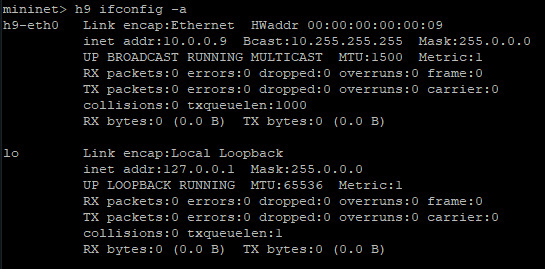 mininet> h9 ifconfig -a
h9-eth0   Link encap:Ethernet  HWaddr 00:00:00:00:00:09
          inet addr:10.0.0.9  Bcast:10.255.255.255  Mask:255.0.0.0
          UP BROADCAST RUNNING MULTICAST  MTU:1500  Metric:1
          RX packets:0 errors:0 dropped:0 overruns:0 frame:0
          TX packets:0 errors:0 dropped:0 overruns:0 carrier:0
          collisions:0 txqueuelen:1000
          RX bytes:0 (0.0 B)  TX bytes:0 (0.0 B)

lo        Link encap:Local Loopback
          inet addr:127.0.0.1  Mask:255.0.0.0
          UP LOOPBACK RUNNING  MTU:65536  Metric:1
          RX packets:0 errors:0 dropped:0 overruns:0 frame:0
          TX packets:0 errors:0 dropped:0 overruns:0 carrier:0
          collisions:0 txqueuelen:1
          RX bytes:0 (0.0 B)  TX bytes:0 (0.0 B)